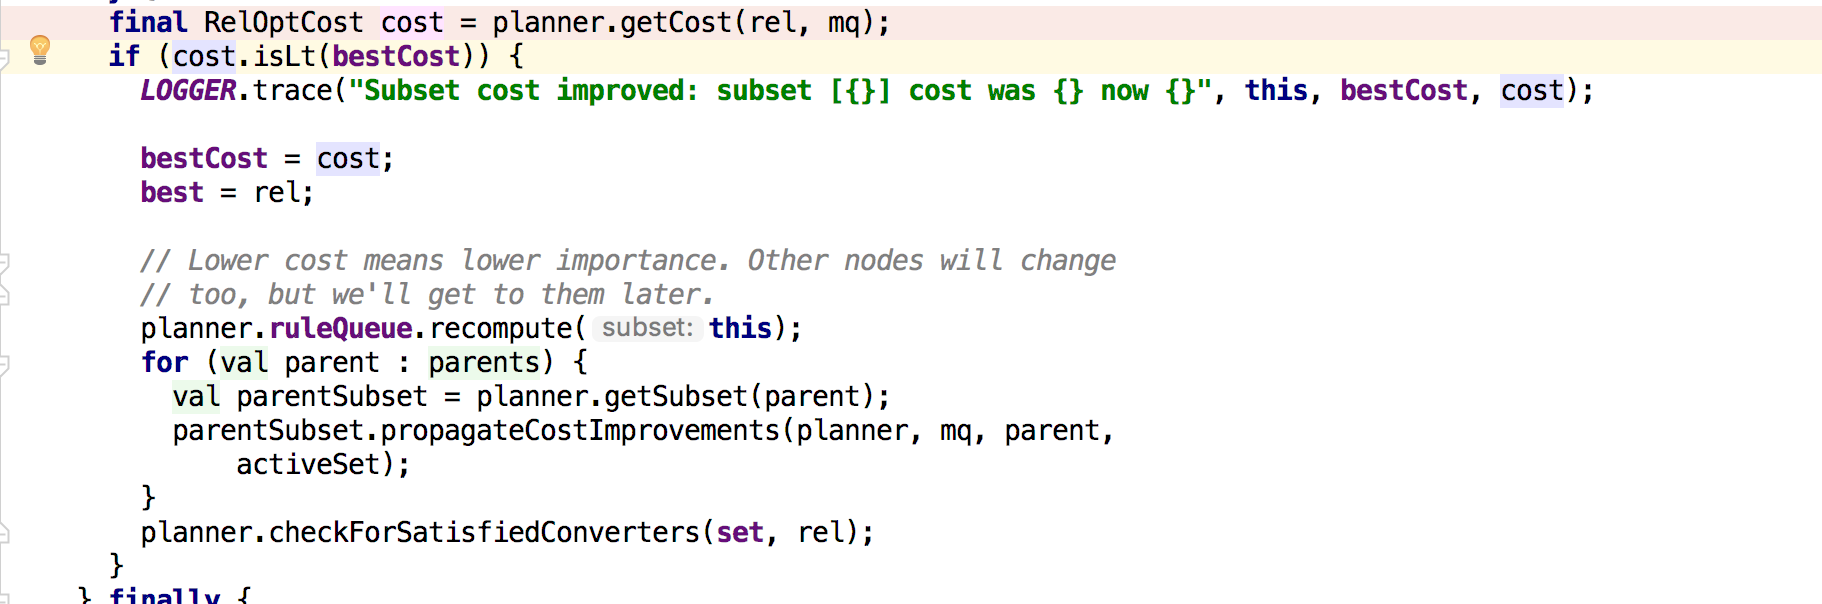 final RelOptCost cost = planner.getCost(rel, mq);
if (cost.isLt(bestCost)) {
LOGGER.trace("Subset cost improved: subset [{}] cost was {} now {}", this, bestCost, cost);
bestCost = cost;
best = rel;
// Lower cost means lower importance. Other nodes will change
// too, but we'll get to them later.
planner.ruleQueue.recompute( subset: this);
for (val parent : parents) {
val parentSubset = planner.getSubset(parent);
parentSubset.propagateCostImprovements(planner, mq, parent,
activeSet);
}
planner.checkForSatisfiedConverters(set, rel);
}
} finally {